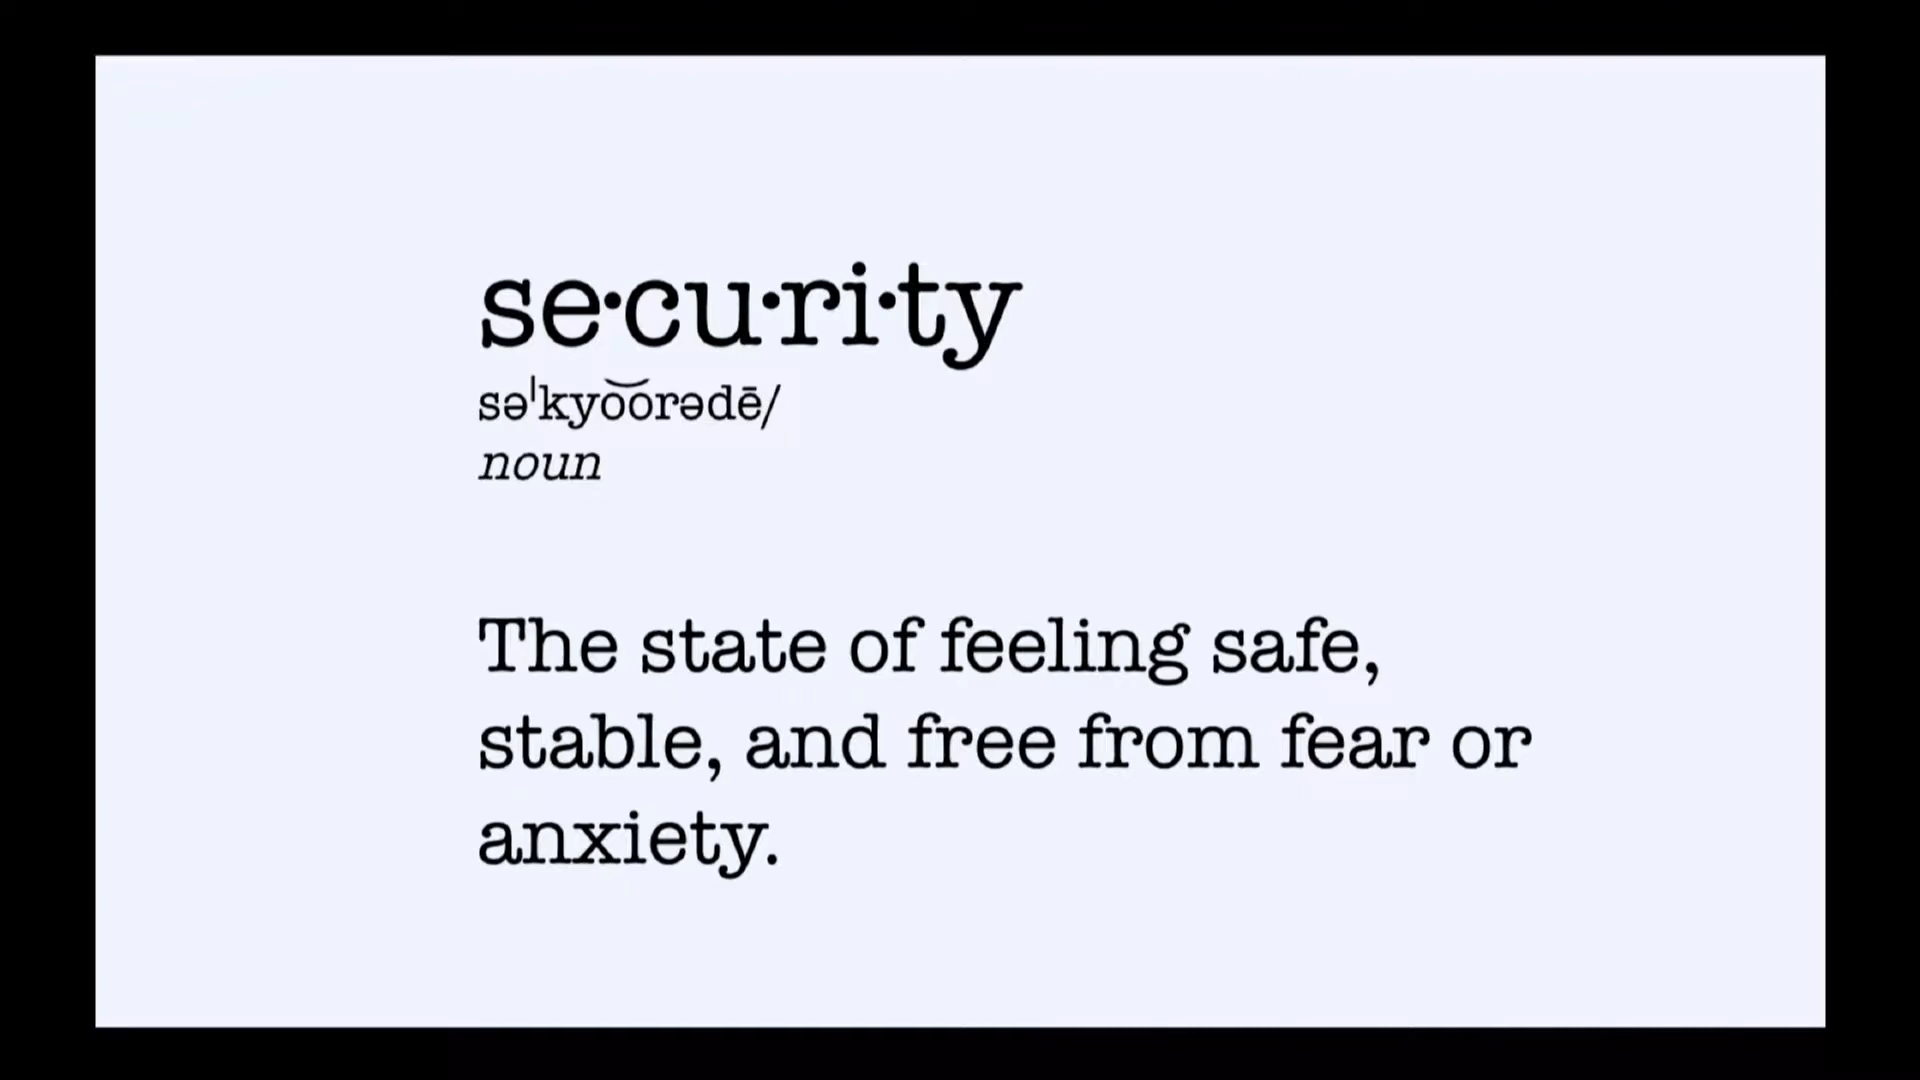 se·cu·ri·ty
səˈkyo͝orədē/
noun
The state of feeling safe,
stable, and free from fear or
anxiety.